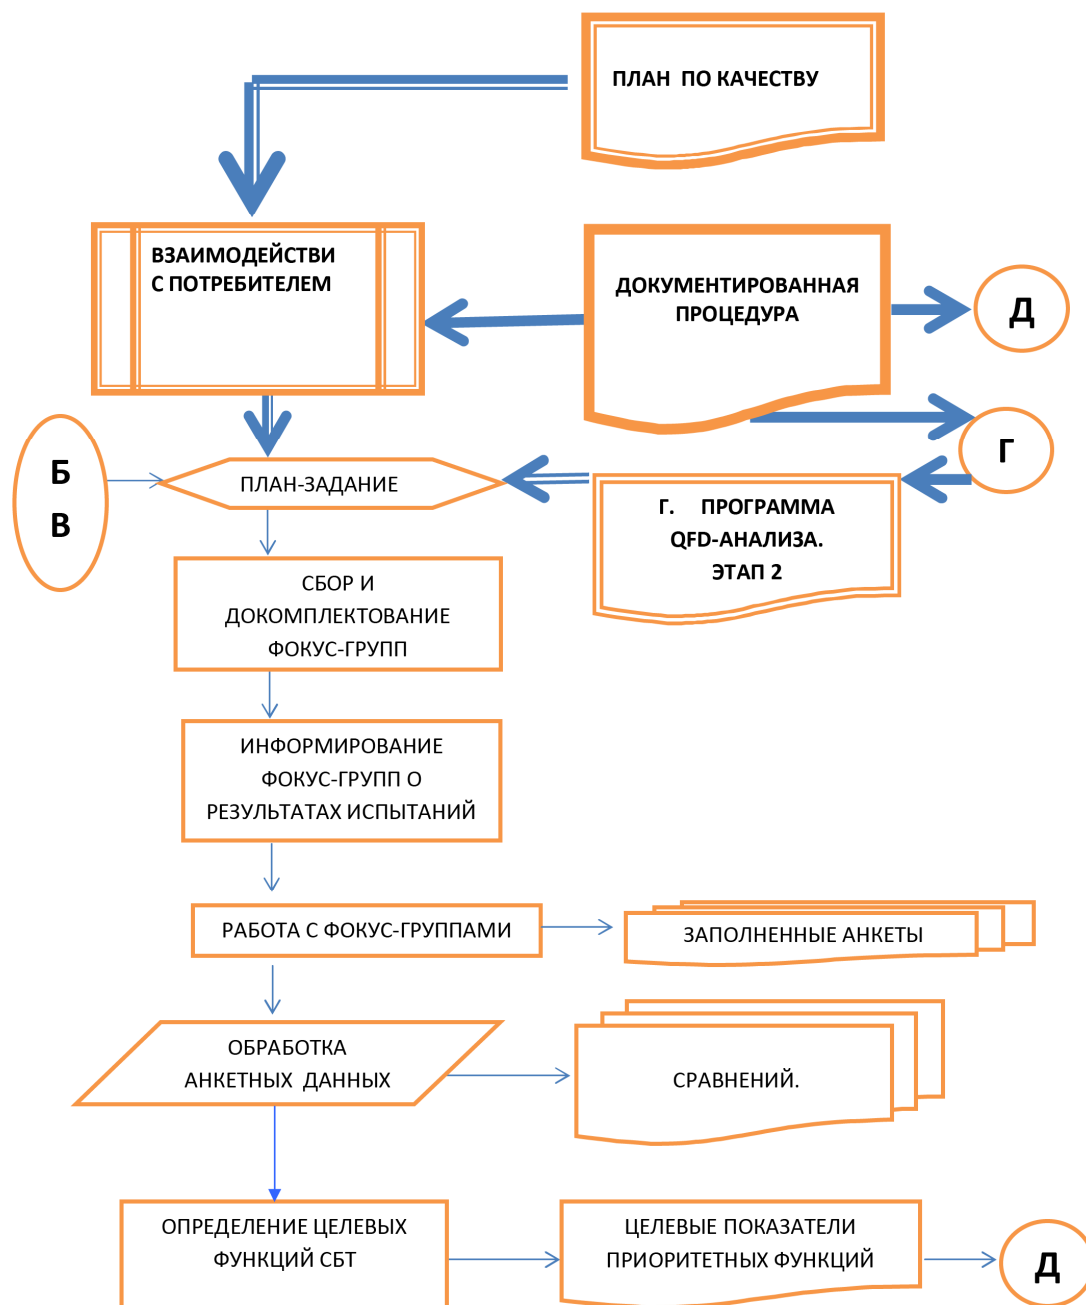 ПЛАН ПО КАЧЕСТВУ
ВЗАИМОДЕЙСТВИ
С ПОТРЕБИТЕЛЕМ
ДОКУМЕНТИРОВАННАЯ
ПРОЦЕДУРА
Д
Г
Б
В
ПЛАН-ЗАДАНИЕ
Г. ПРОГРАММА
QFD-АНАЛИЗА.
ЭТАП 2
СБОР И
ДОКОМПЛЕКТОВАНИЕ
ФОКУС-ГРУПП
ИНФОРМИРОВАНИЕ
ФОКУС-ГРУПП О
РЕЗУЛЬТАТАХ ИСПЫТАНИЙ
РАБОТА С ФОКУС-ГРУППАМИ
ЗАПОЛНЕННЫЕ АНКЕТЫ
ОБРАБОТКА
АНКЕТНЫХ ДАННЫХ
СРАВНЕНИЙ.
ОПРЕДЕЛЕНИЕ ЦЕЛЕВЫХ
ФУНКЦИЙ СБТ
ЦЕЛЕВЫЕ ПОКАЗАТЕЛИ
ПРИОРИТЕТНЫХ ФУНКЦИЙ
Д